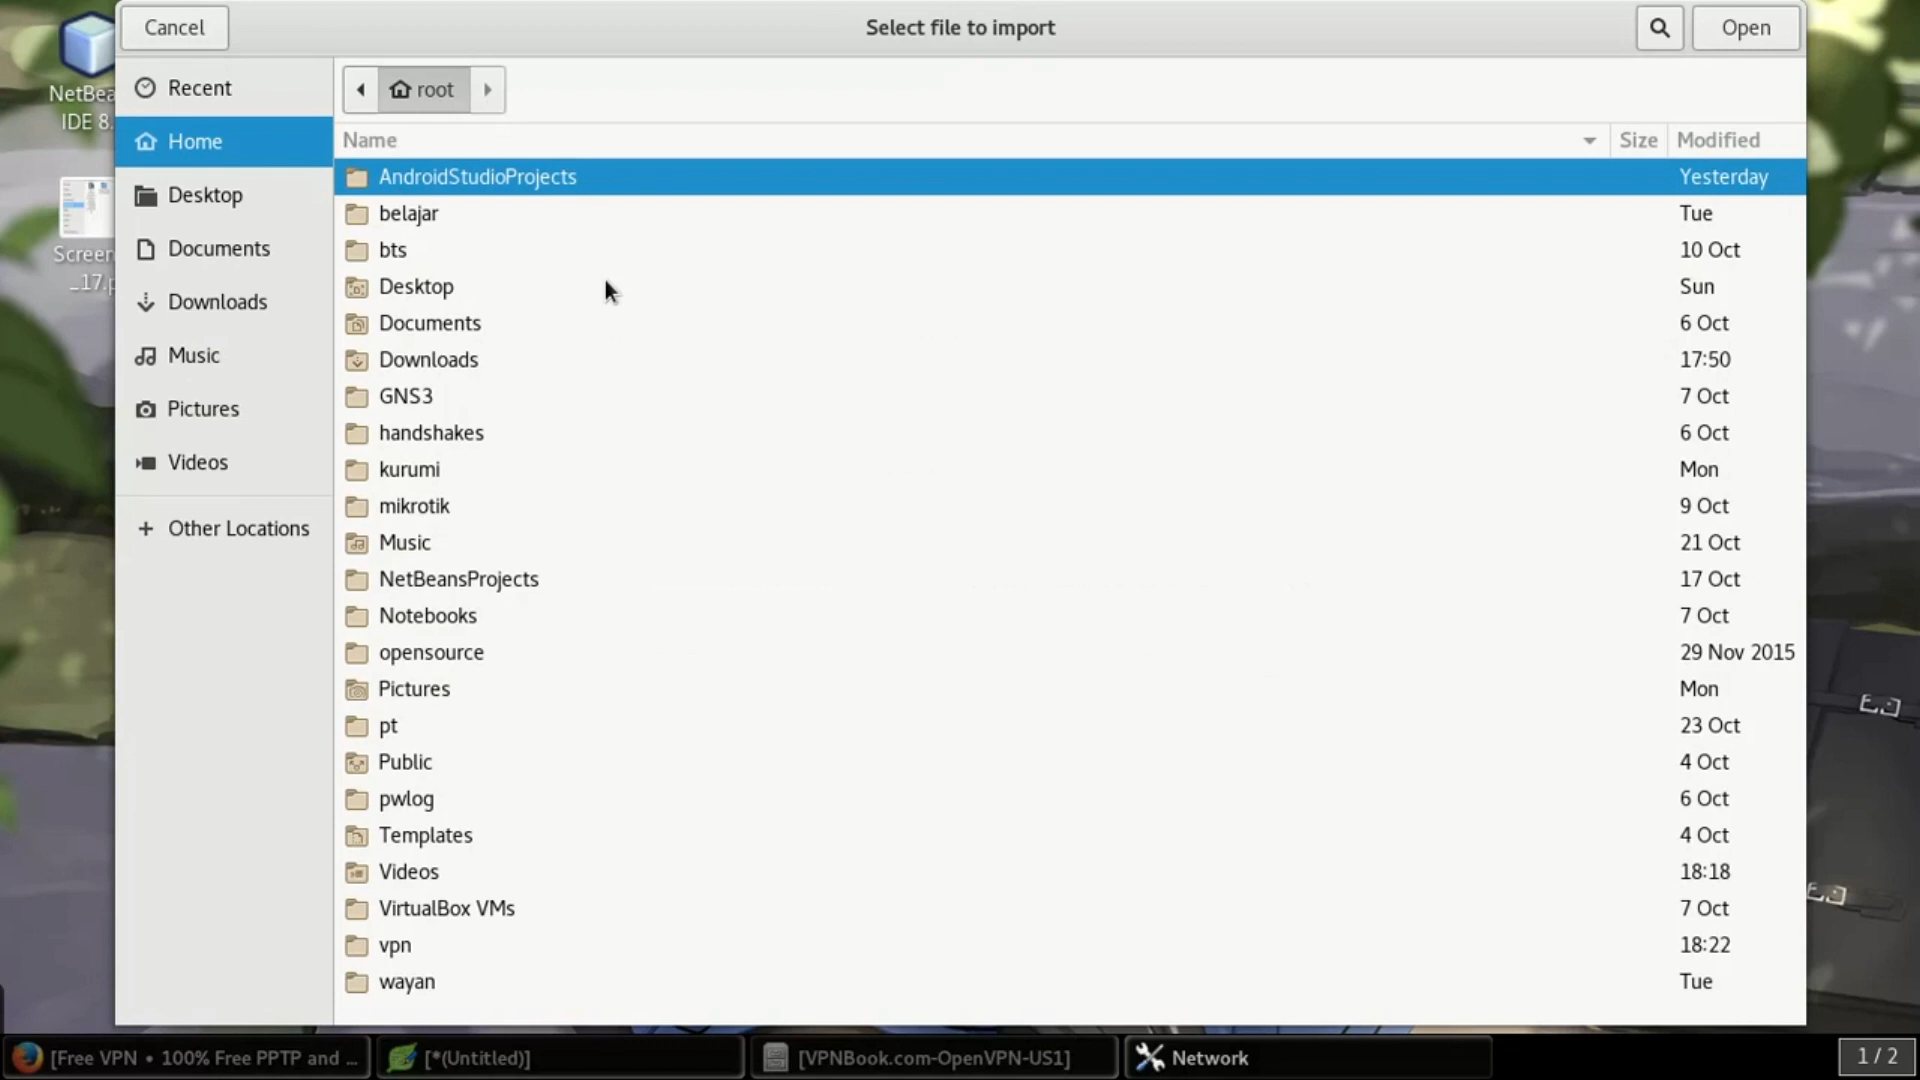 Cancel
Select file to import
Open
NetBea
IDE 8.
Screen
_17.p
Recent
Home
Desktop
Documents
Downloads
Music
Pictures
Videos
+ Other Locations
root
Name Size Modified
AndroidStudioProjects Yesterday
belajar Tue
bts 10 Oct
Desktop Sun
Documents 6 Oct
Downloads 17:50
GNS3 7 Oct
handshakes 6 Oct
kurumi Mon
mikrotik 9 Oct
Music 21 Oct
NetBeansProjects 17 Oct
Notebooks 7 Oct
opensource 29 Nov 2015
Pictures Mon
pt 23 Oct
Public 4 Oct
pwlog 6 Oct
Templates 4 Oct
Videos 18:18
VirtualBox VMs 7 Oct
vpn 18:22
wayan Tue
[Free VPN • 100% Free PPTP and ... [*(Untitled)] [VPNBook.com-OpenVPN-US1] Network 1 / 2